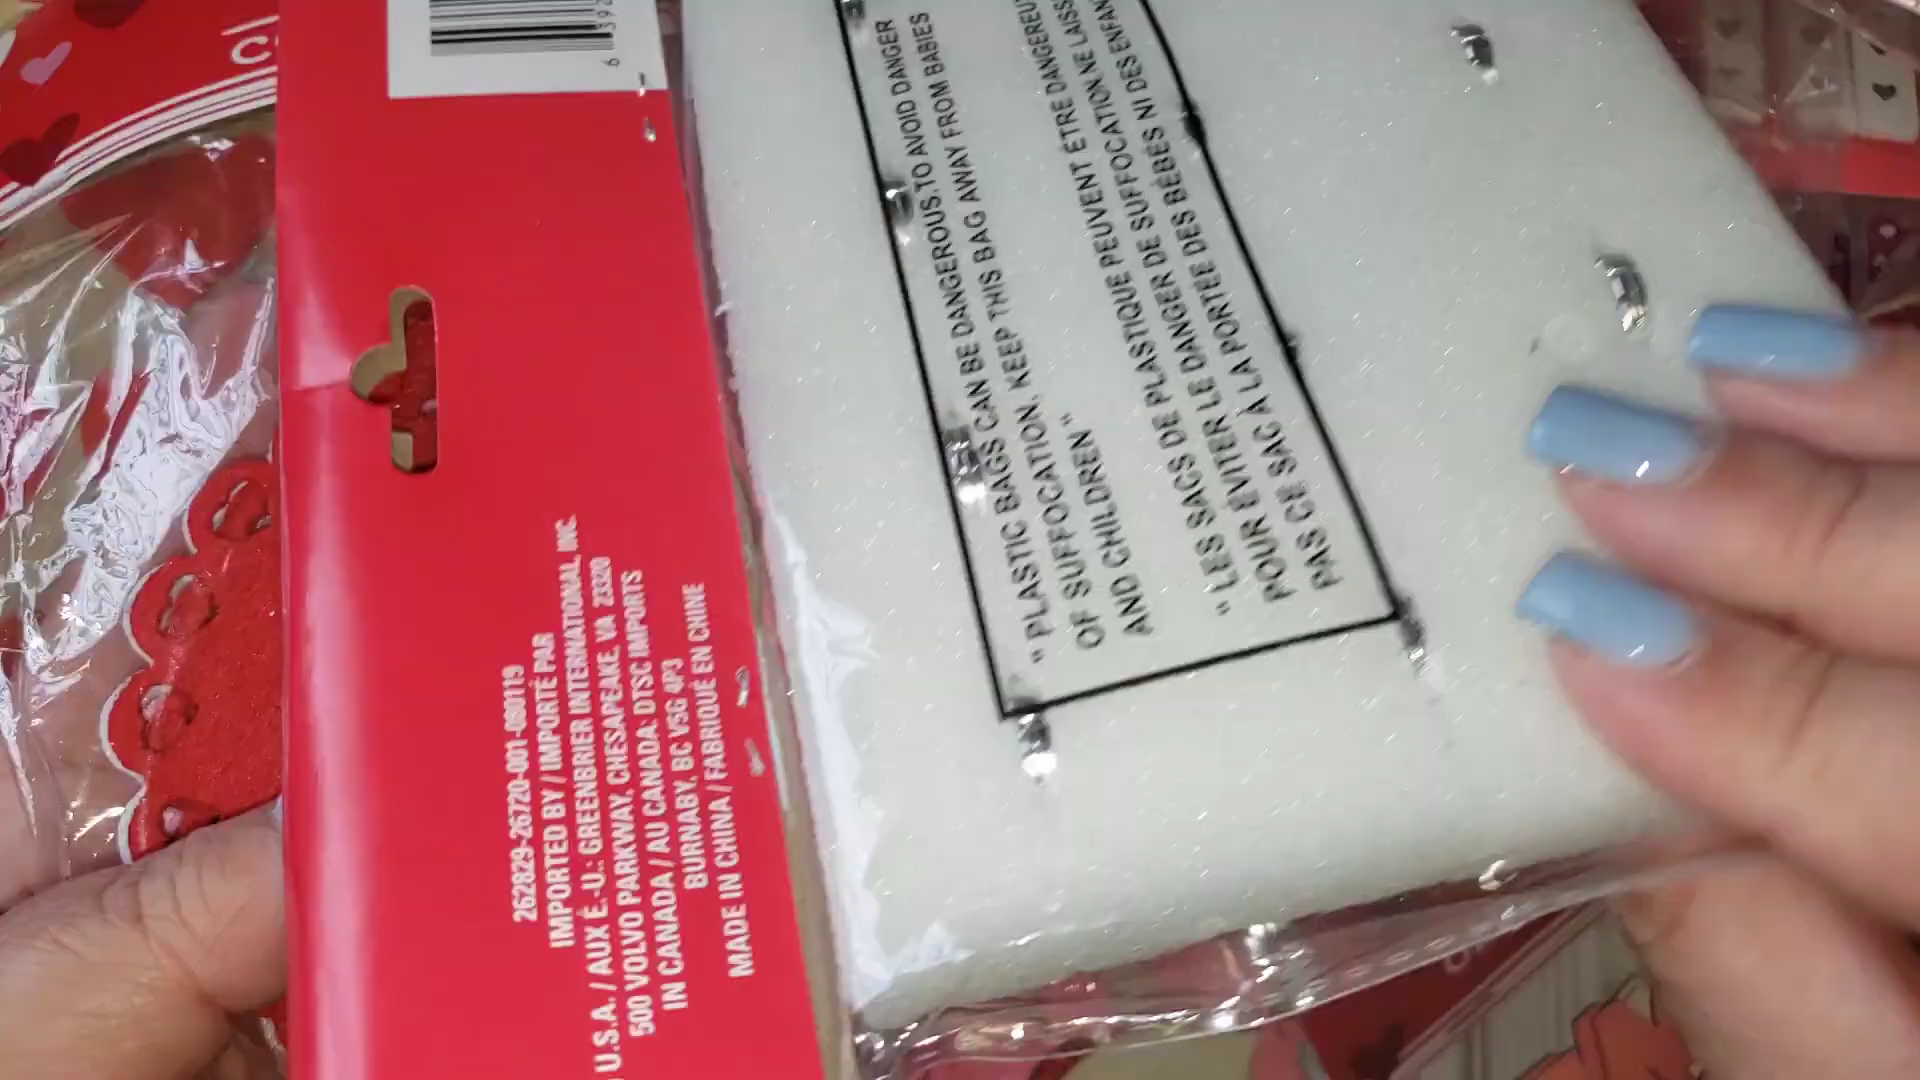 262829-26720-001-080119
IMPORTED BY / IMPORTÉ PAR
U.S.A. / AUX É.-U.: GREENBRIER INTERNATIONAL, INC.
500 VOLVO PARKWAY, CHESAPEAKE, VA 23320
IN CANADA / AU CANADA: DTSC IMPORTS
BURNABY, BC V5G 4P3
MADE IN CHINA / FABRIQUÉ EN CHINE
" PLASTIC BAGS CAN BE DANGEROUS.TO AVOID DANGER
OF SUFFOCATION, KEEP THIS BAG AWAY FROM BABIES
AND CHILDREN "
" LES SACS DE PLASTIQUE PEUVENT ÊTRE DANGEREU
POUR ÉVITER LE DANGER DE SUFFOCATION NE LAISS
PAS CE SAC A LA PORTÉE DES BÉBÉS NI DES ENFAN